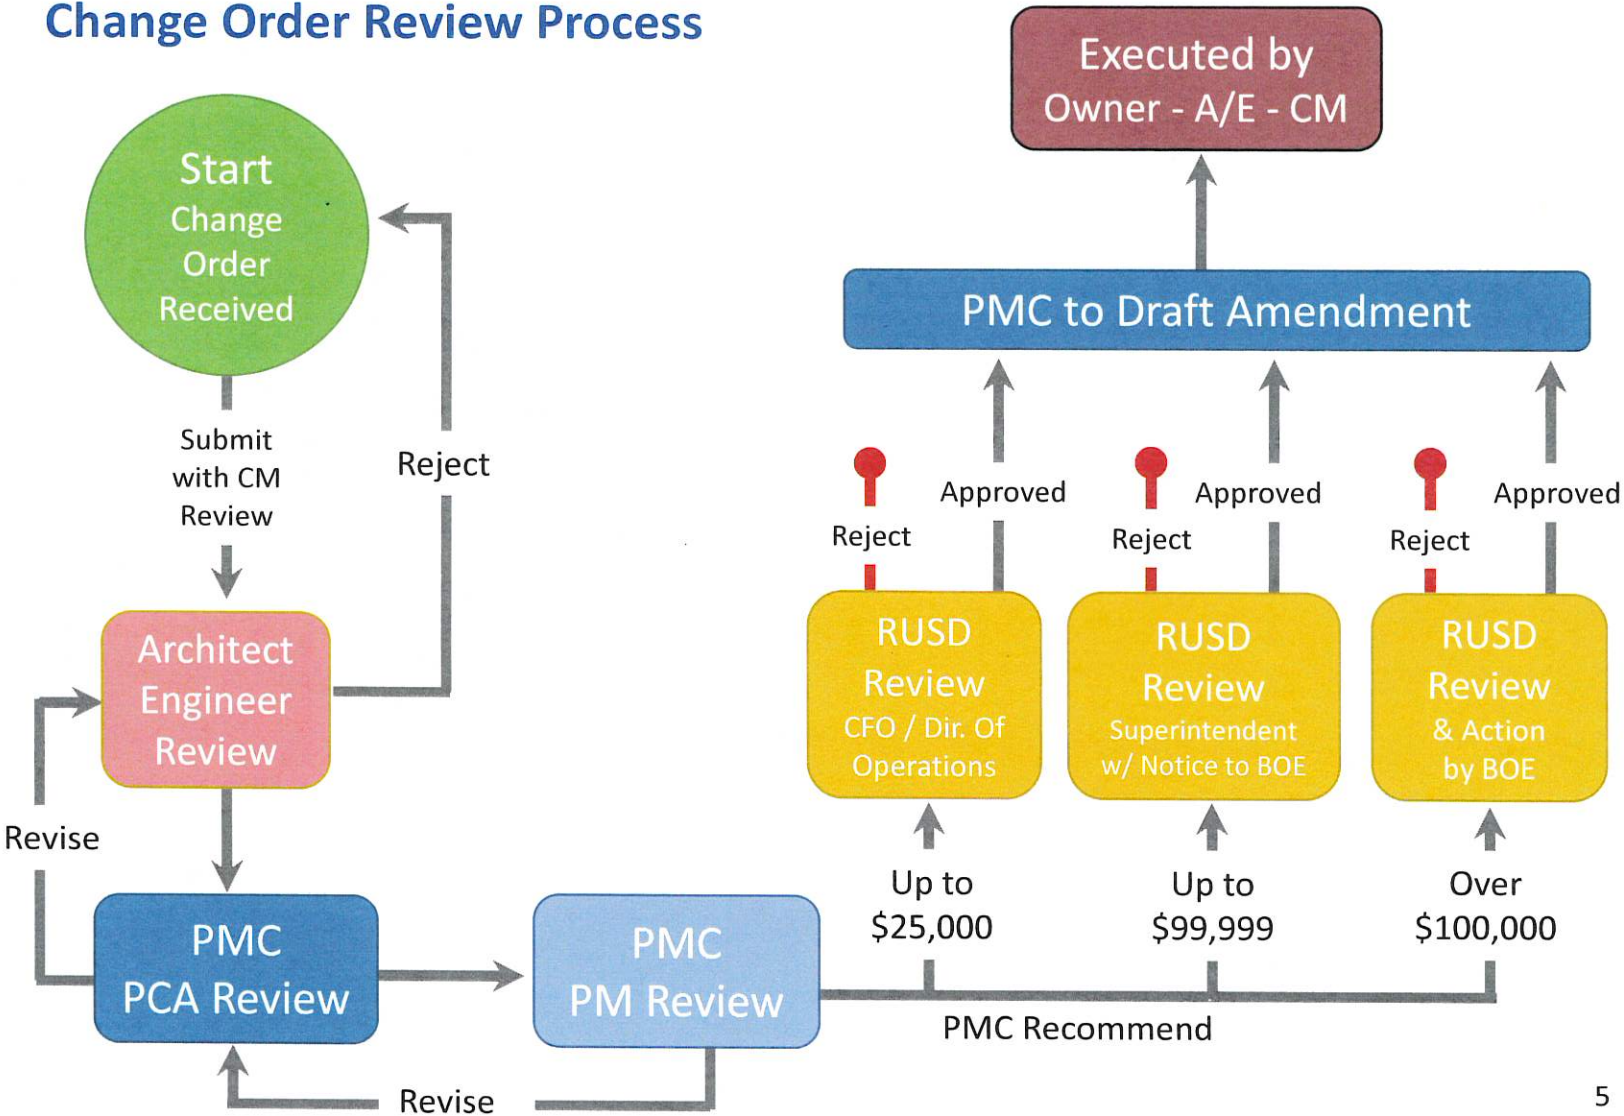 Change Order Review Process
Start
Change
Order
Received
Submit
with CM
Review
Reject
Architect
Engineer
Review
Revise
PMC
PCA Review
Revise
PMC
PM Review
PMC Recommend
Up to
$25,000
Up to
$99,999
Over
$100,000
RUSD
Review
CFO / Dir. Of
Operations
RUSD
Review
Superintendent
w/ Notice to BOE
RUSD
Review
& Action
by BOE
Reject
Approved
Reject
Approved
Reject
Approved
PMC to Draft Amendment
Executed by
Owner - A/E - CM
5